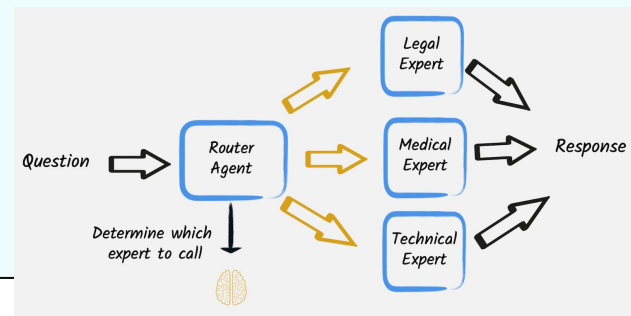 Question
Router
Agent
Determine which
expert to call
Legal
Expert
Medical
Expert
Technical
Expert
Response